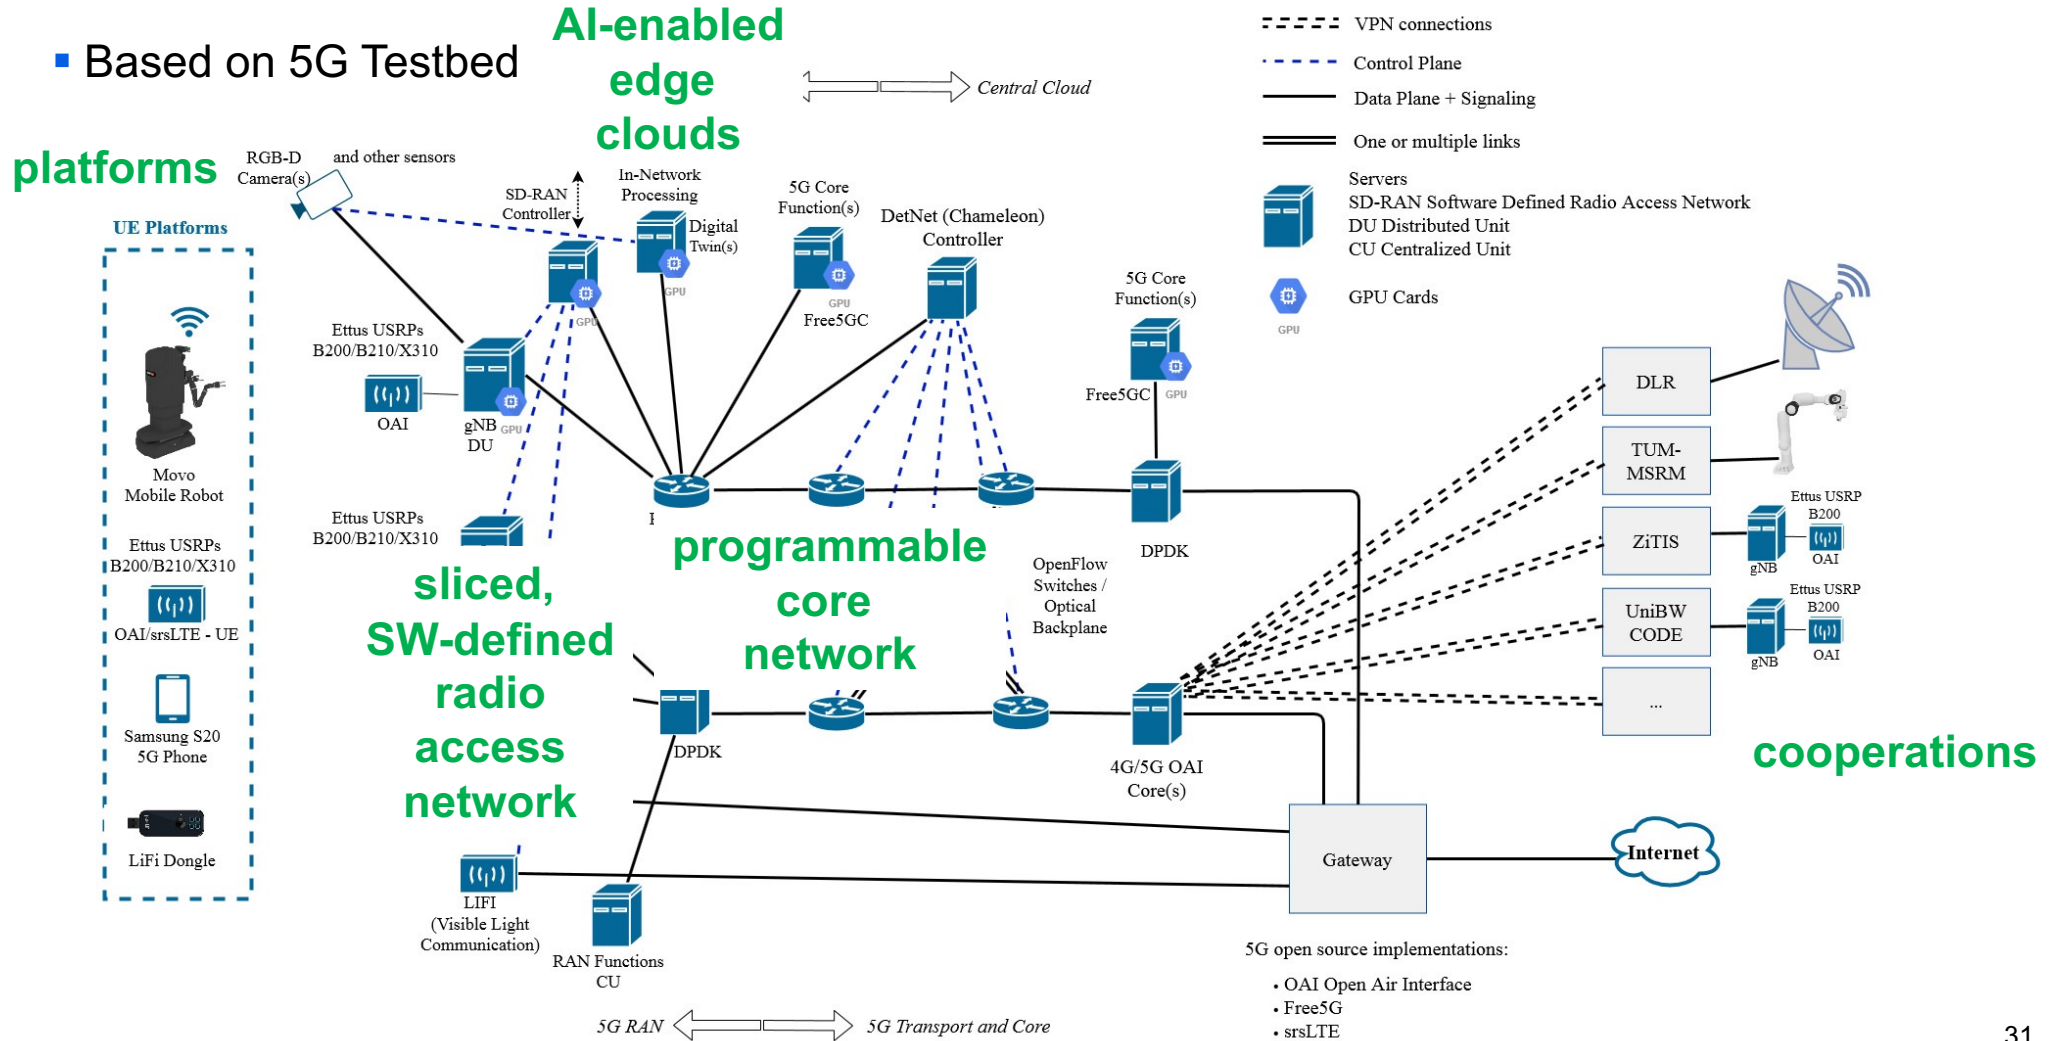 ▪ Based on 5G Testbed
AI-enabled
edge
clouds
Central Cloud
VPN connections
Control Plane
Data Plane + Signaling
One or multiple links
Servers
SD-RAN Software Defined Radio Access Network
DU Distributed Unit
CU Centralized Unit
GPU Cards
GPU
platforms
RGB-D
Camera(s)
and other sensors
SD-RAN
Controller
In-Network
Processing
Digital
Twin(s)
GPU
GPU
5G Core
Function(s)
GPU
Free5GC
DetNet (Chameleon)
Controller
5G Core
Function(s)
Free5GC
GPU
UE Platforms
Movo
Mobile Robot
Ettus USRPs
B200/B210/X310
OAI/srsLTE - UE
Samsung S20
5G Phone
LiFi Dongle
Ettus USRPs
B200/B210/X310
OAI
gNB
DU
GPU
Ettus USRPs
B200/B210/X310
sliced,
SW-defined
radio
access
network
programmable
core
network
OpenFlow
Switches /
Optical
Backplane
DPDK
DPDK
4G/5G OAI
Core(s)
LIFI
(Visible Light
Communication)
RAN Functions
CU
DLR
TUM-
MSRM
ZiTIS
UniBW
CODE
...
Ettus USRP
B200
gNB
OAI
Ettus USRP
B200
gNB
OAI
cooperations
Gateway
Internet
5G open source implementations:
• OAI Open Air Interface
• Free5G
• srsLTE
5G RAN
5G Transport and Core
31